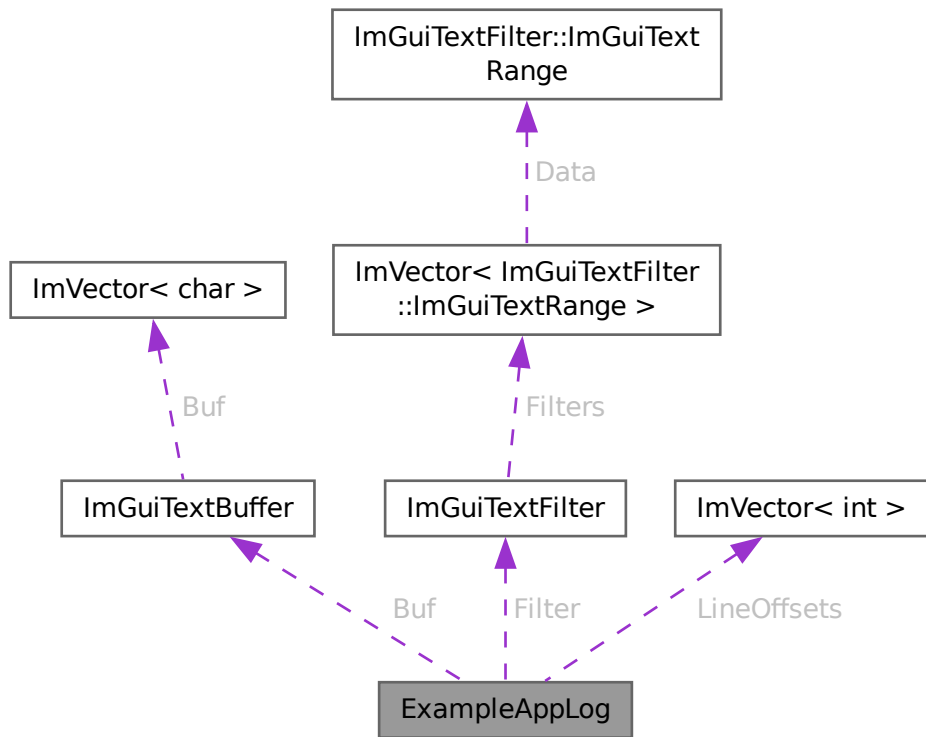 ImGuiTextFilter::ImGuiText
Range
Data
ImVector< char >
ImVector< ImGuiTextFilter
::ImGuiTextRange >
Buf
Filters
ImGuiTextBuffer
ImGuiTextFilter
ImVector< int >
Buf
Filter
LineOffsets
ExampleAppLog